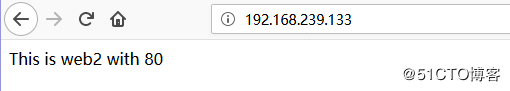 192.168.239.133
This is web2 with 80
@51CTO博客